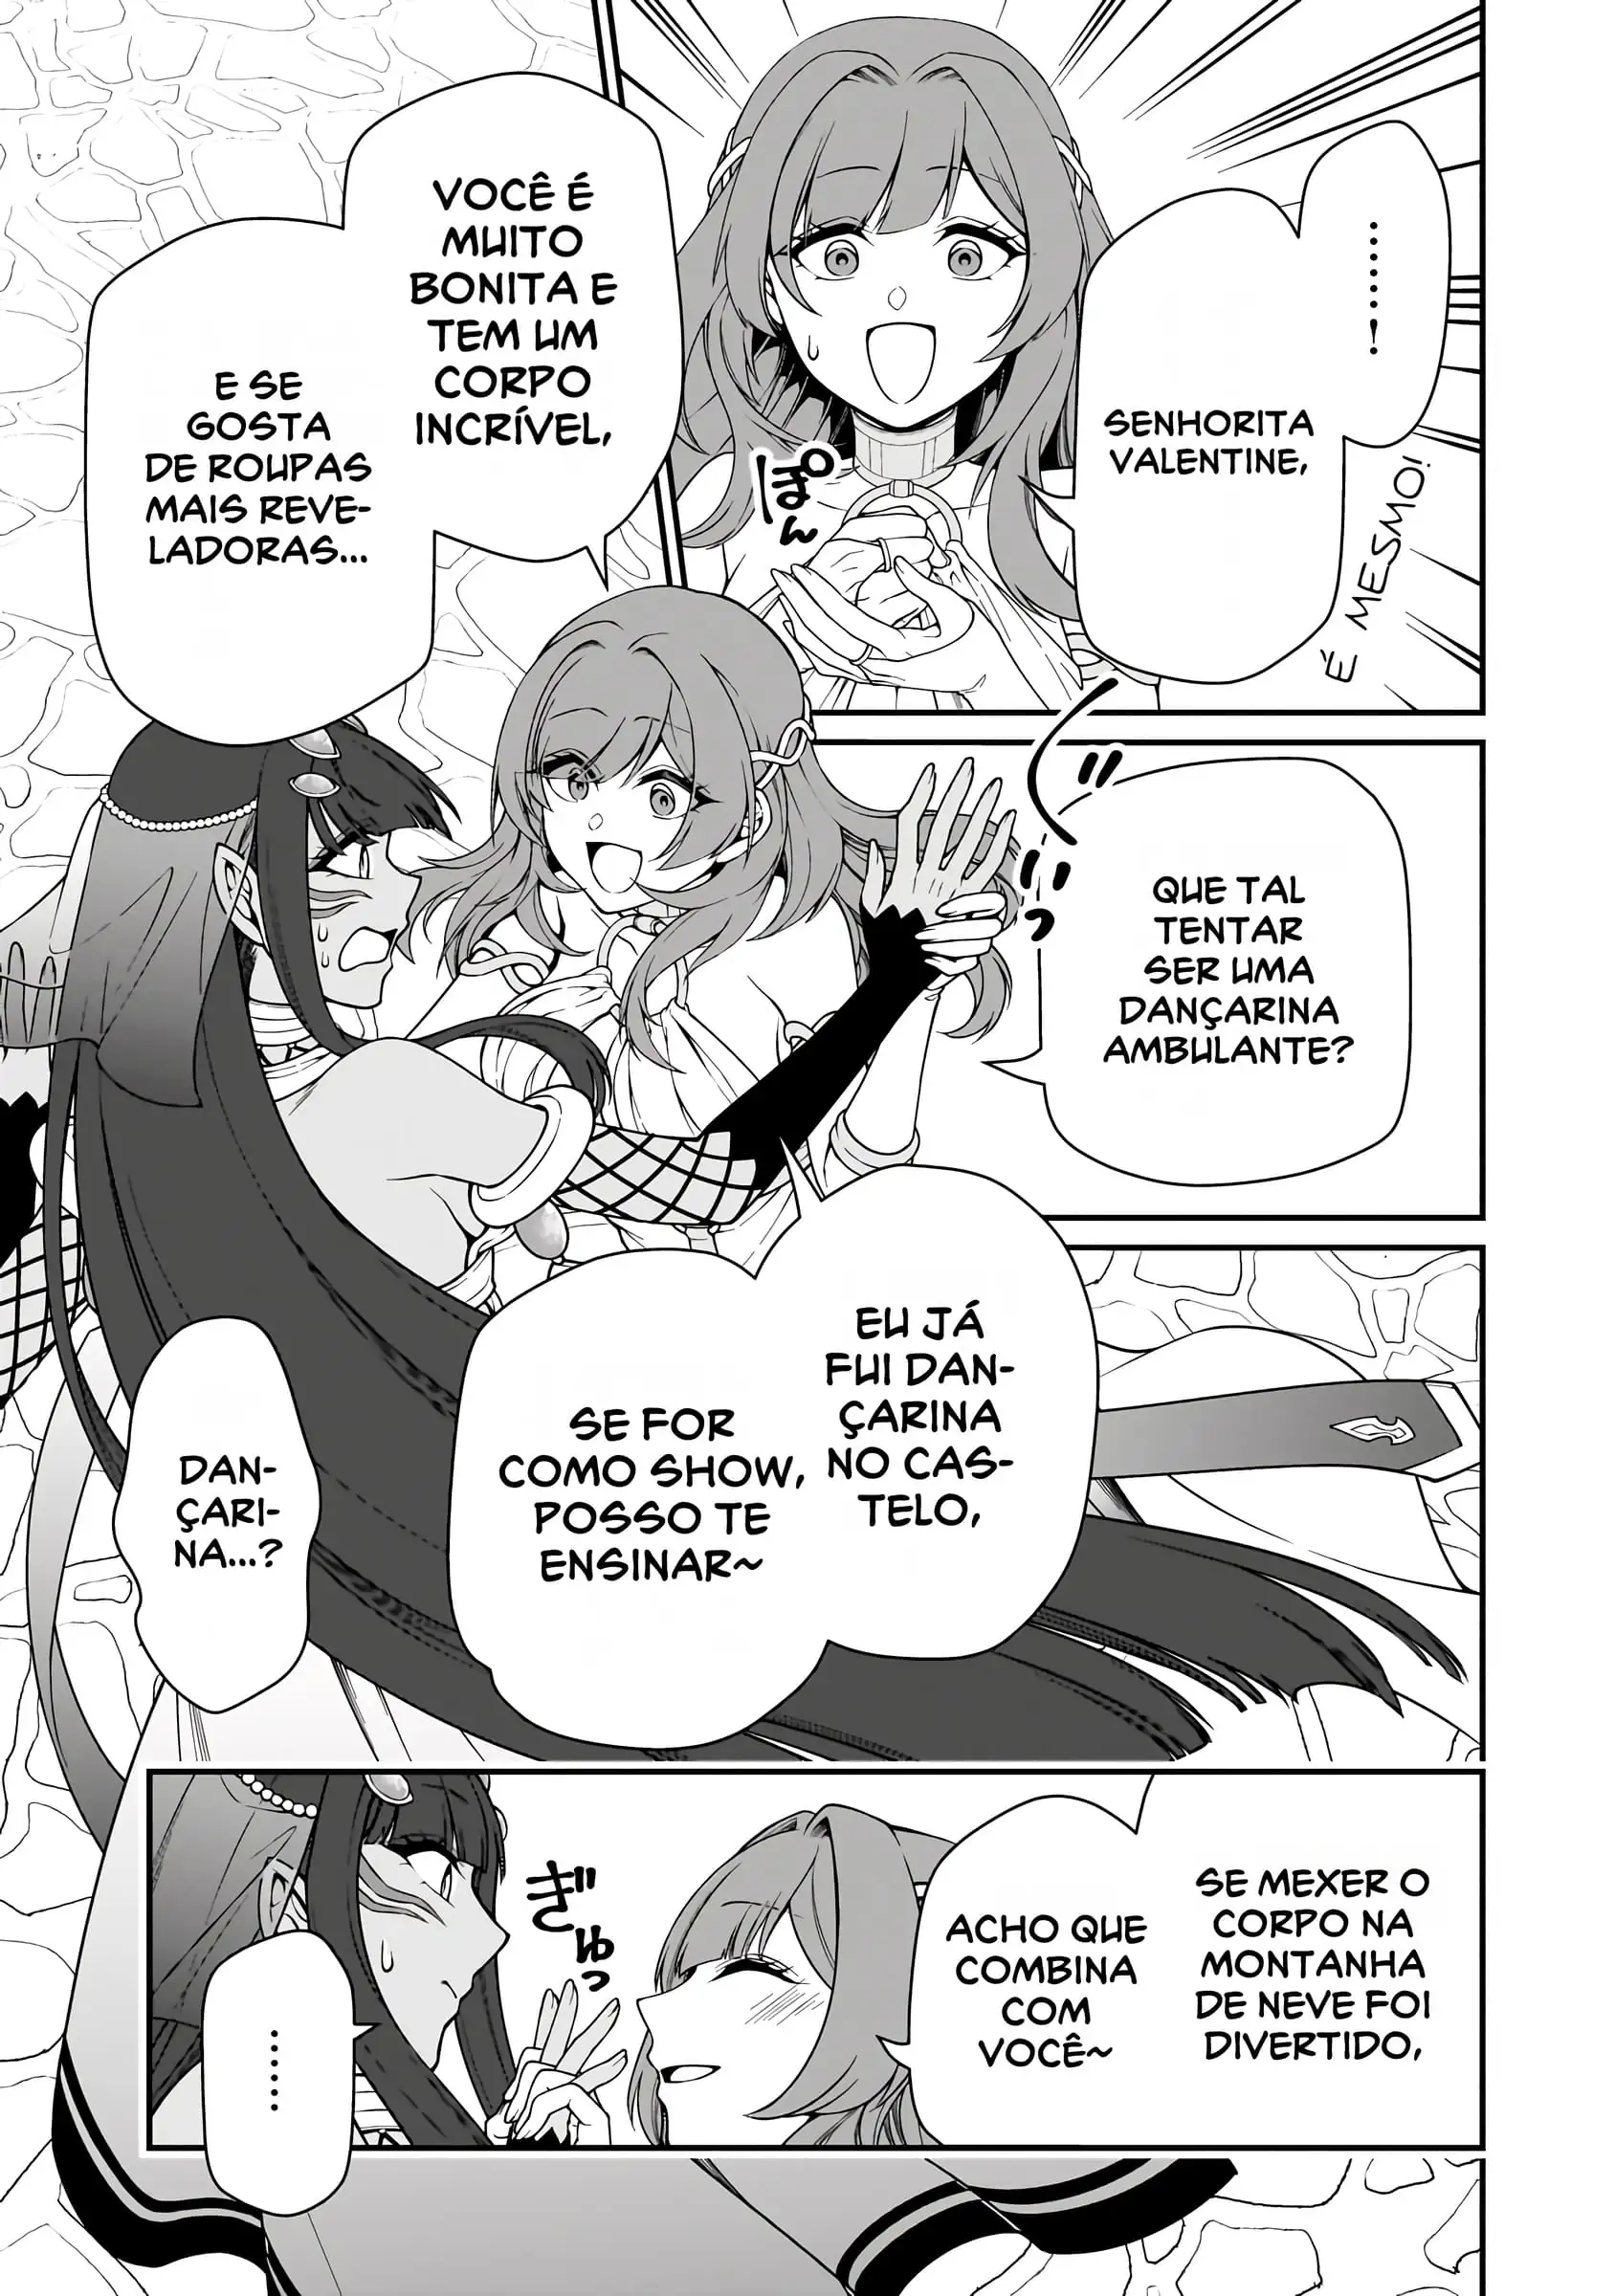 ......!
SENHORITA
VALENTINE,
É MESMO!
ぽん
VOCÊ É
MUITO
BONITA E
TEM UM
CORPO
INCRÍVEL,
E SE
GOSTA
DE ROUPAS
MAIS REVE-
LADORAS...
QUE TAL
TENTAR
SER UMA
DANÇARINA
AMBULANTE?
EU JÁ
FUI DAN-
ÇARINA
NO CAS-
TELO,
SE FOR
COMO SHOW,
POSSO TE
ENSINAR~
DAN-
ÇARI-
NA...?
SE MEXER O
CORPO NA
MONTANHA
DE NEVE FOI
DIVERTIDO,
ACHO QUE
COMBINA
COM
VOCÊ~
ぎゅっ
......